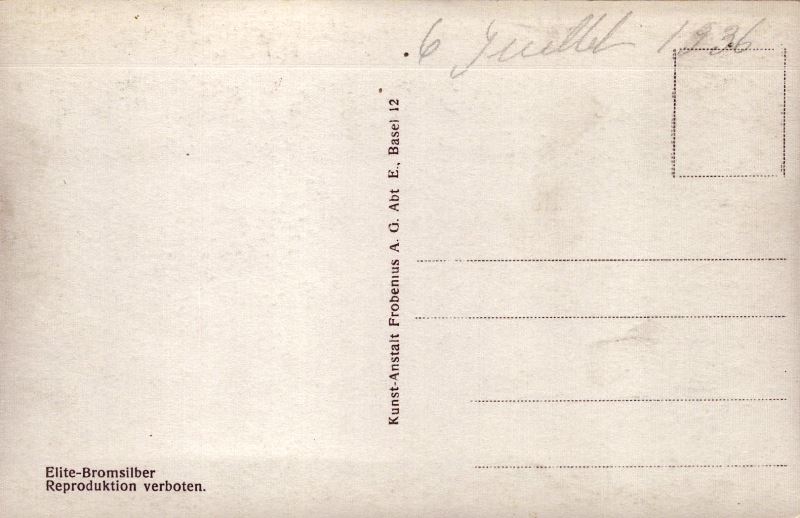 6 Juillet 1936
Kunst-Anstalt Frobenius A. G. Abt E., Basel 12
Elite-Bromsilber
Reproduktion verboten.